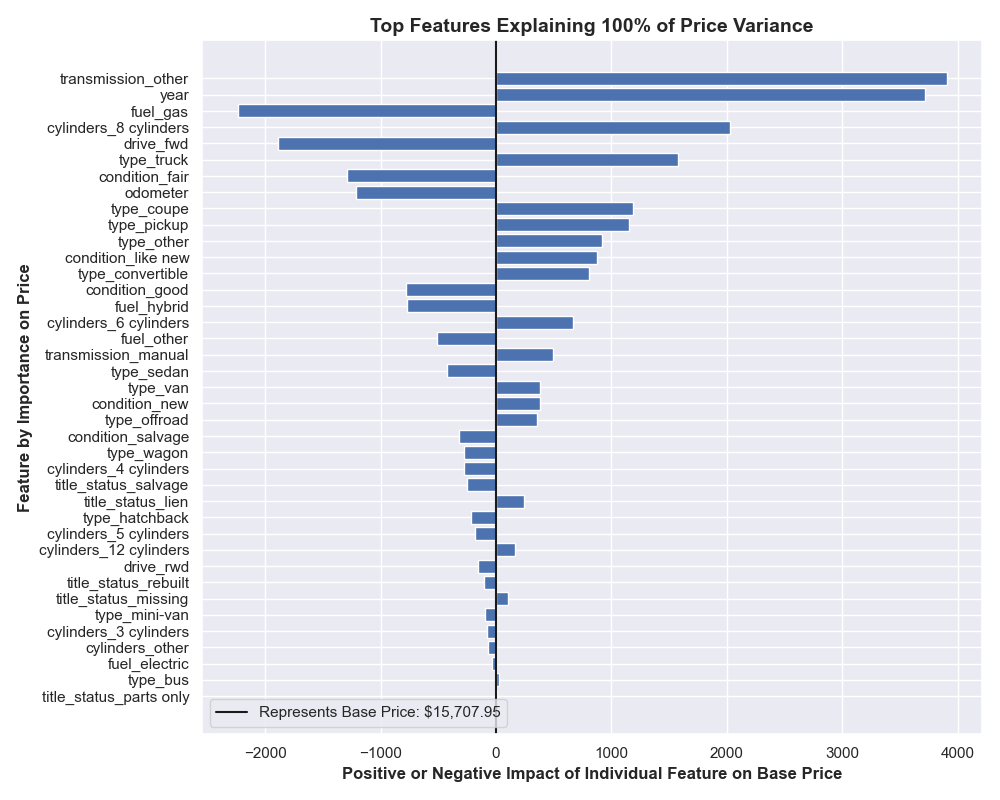 Top Features Explaining 100% of Price Variance
Feature by Importance on Price
transmission_other
year
fuel_gas
cylinders_8 cylinders
drive_fwd
type_truck
condition_fair
odometer
type_coupe
type_pickup
type_other
condition_like new
type_convertible
condition_good
fuel_hybrid
cylinders_6 cylinders
fuel_other
transmission_manual
type_sedan
type_van
condition_new
type_offroad
condition_salvage
type_wagon
cylinders_4 cylinders
title_status_salvage
title_status_lien
type_hatchback
cylinders_5 cylinders
cylinders_12 cylinders
drive_rwd
title_status_rebuilt
title_status_missing
type_mini-van
cylinders_3 cylinders
cylinders_other
fuel_electric
type_bus
title_status_parts only
Represents Base Price: $15,707.95
−2000 −1000 0 1000 2000 3000 4000
Positive or Negative Impact of Individual Feature on Base Price